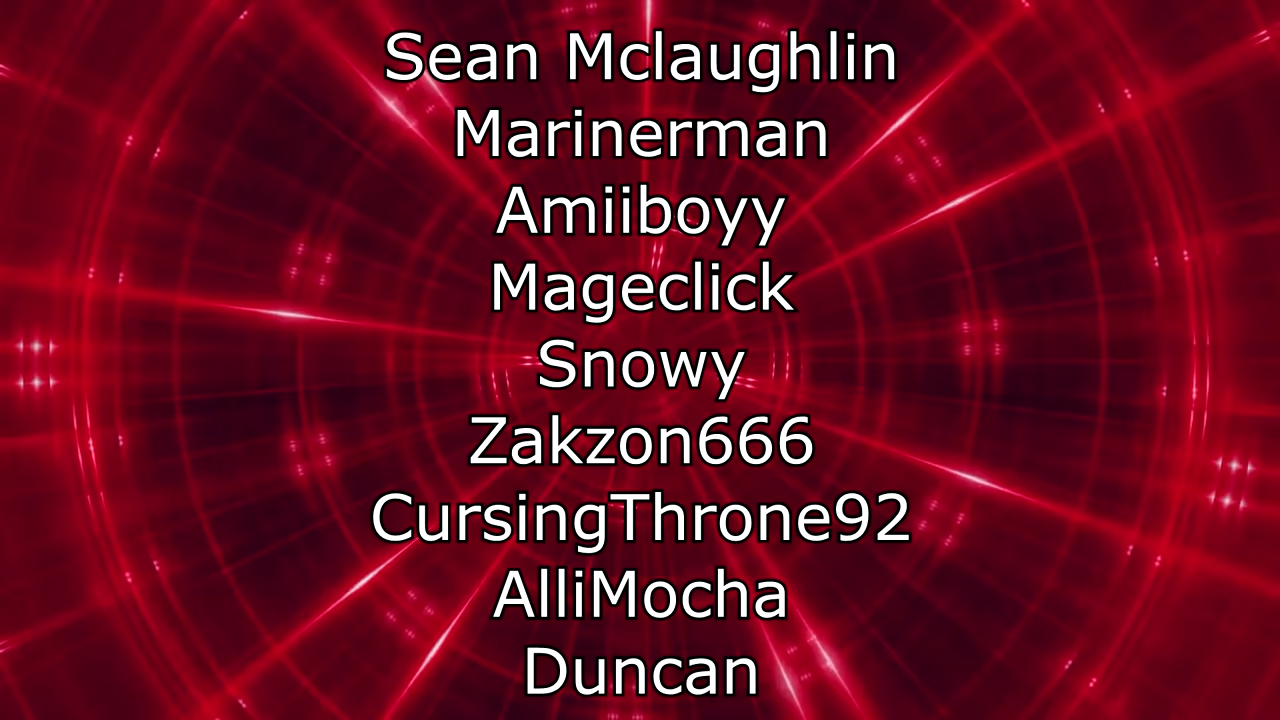 Sean Mclaughlin
Marinerman
Amiiboyy
Mageclick
Snowy
Zakzon666
CursingThrone92
AlliMocha
Duncan